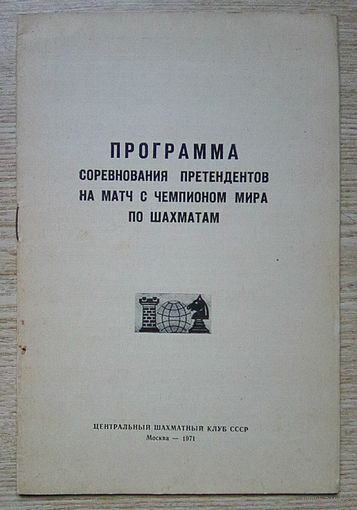 ПРОГРАММА
СОРЕВНОВАНИЯ ПРЕТЕНДЕНТОВ
НА МАТЧ С ЧЕМПИОНОМ МИРА
ПО ШАХМАТАМ
ЦЕНТРАЛЬНЫЙ ШАХМАТНЫЙ КЛУБ СССР
Москва — 1971